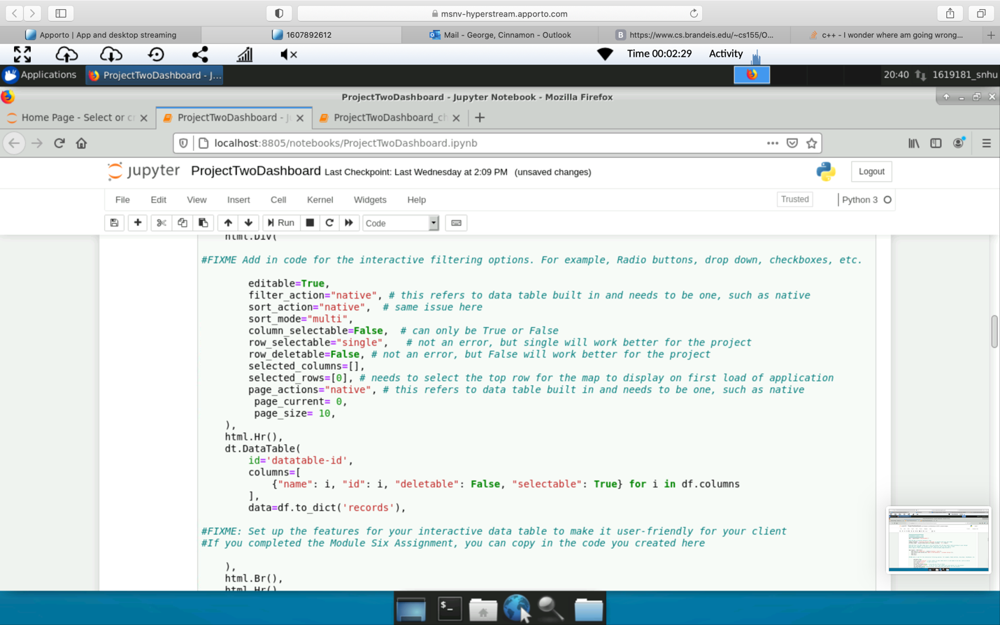 msnv-hyperstream.apporto.com
Apporto | App and desktop streaming
1607892612
Mail - George, Cinnamon - Outlook
B https://www.cs.brandeis.edu/~cs155/O...
c++ - I wonder where am going wrong...
Time 00:02:29 Activity
Applications
ProjectTwoDashboard - J...
20:40
1619181_snhu
ProjectTwoDashboard - Jupyter Notebook - Mozilla Firefox
Home Page - Select or c
ProjectTwoDashboard - J
ProjectTwoDashboard_ch
localhost:8805/notebooks/ProjectTwoDashboard.ipynb
jupyter ProjectTwoDashboard Last Checkpoint: Last Wednesday at 2:09 PM (unsaved changes)
Logout
File Edit View Insert Cell Kernel Widgets Help
Trusted
Python 3
Run
Code
html.Div(
#FIXME Add in code for the interactive filtering options. For example, Radio buttons, drop down, checkboxes, etc.
editable=True,
filter_action="native", # this refers to data table built in and needs to be one, such as native
sort_action="native",  # same issue here
sort_mode="multi",
column_selectable=False,  # can only be True or False
row_selectable="single",   # not an error, but single will work better for the project
row_deletable=False, # not an error, but False will work better for the project
selected_columns=[],
selected_rows=[0], # needs to select the top row for the map to display on first load of application
page_actions="native", # this refers to data table built in and needs to be one, such as native
page_current= 0,
page_size= 10,
),
html.Hr(),
dt.DataTable(
id='datatable-id',
columns=[
{"name": i, "id": i, "deletable": False, "selectable": True} for i in df.columns
],
data=df.to_dict('records'),
#FIXME: Set up the features for your interactive data table to make it user-friendly for your client
#If you completed the Module Six Assignment, you can copy in the code you created here
),
html.Br(),
html.Hr()
$_